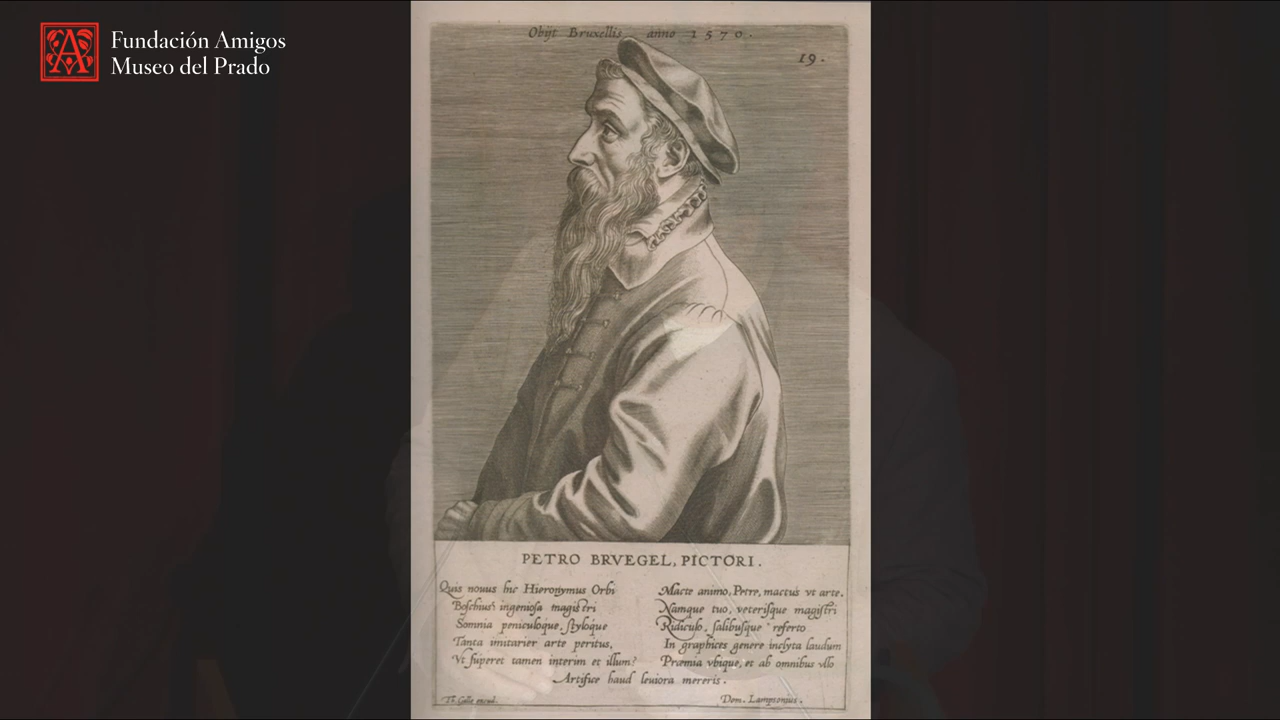 Fundación Amigos
Museo del Prado
Obijt Bruxellis anno 1570.
19.
PETRO BRVEGEL, PICTORI.
Quis nouus hic Hieronymus Orbi
Boschius? ingeniosa magistri
Somnia peniculoque, styloque
Tanta imitarier arte peritus,
Vt superet tamen interim et illum?
Macte animo, Petre, mactus vt arte.
Namque tuo, veterisque magistri
Ridiculo, salibusque referto
In graphices genere inclyta laudum
Præmia vbique, et ab omnibus vllo
Artifice haud leuiora mereris.
Th. Galle excud.
Dom. Lampsonius.